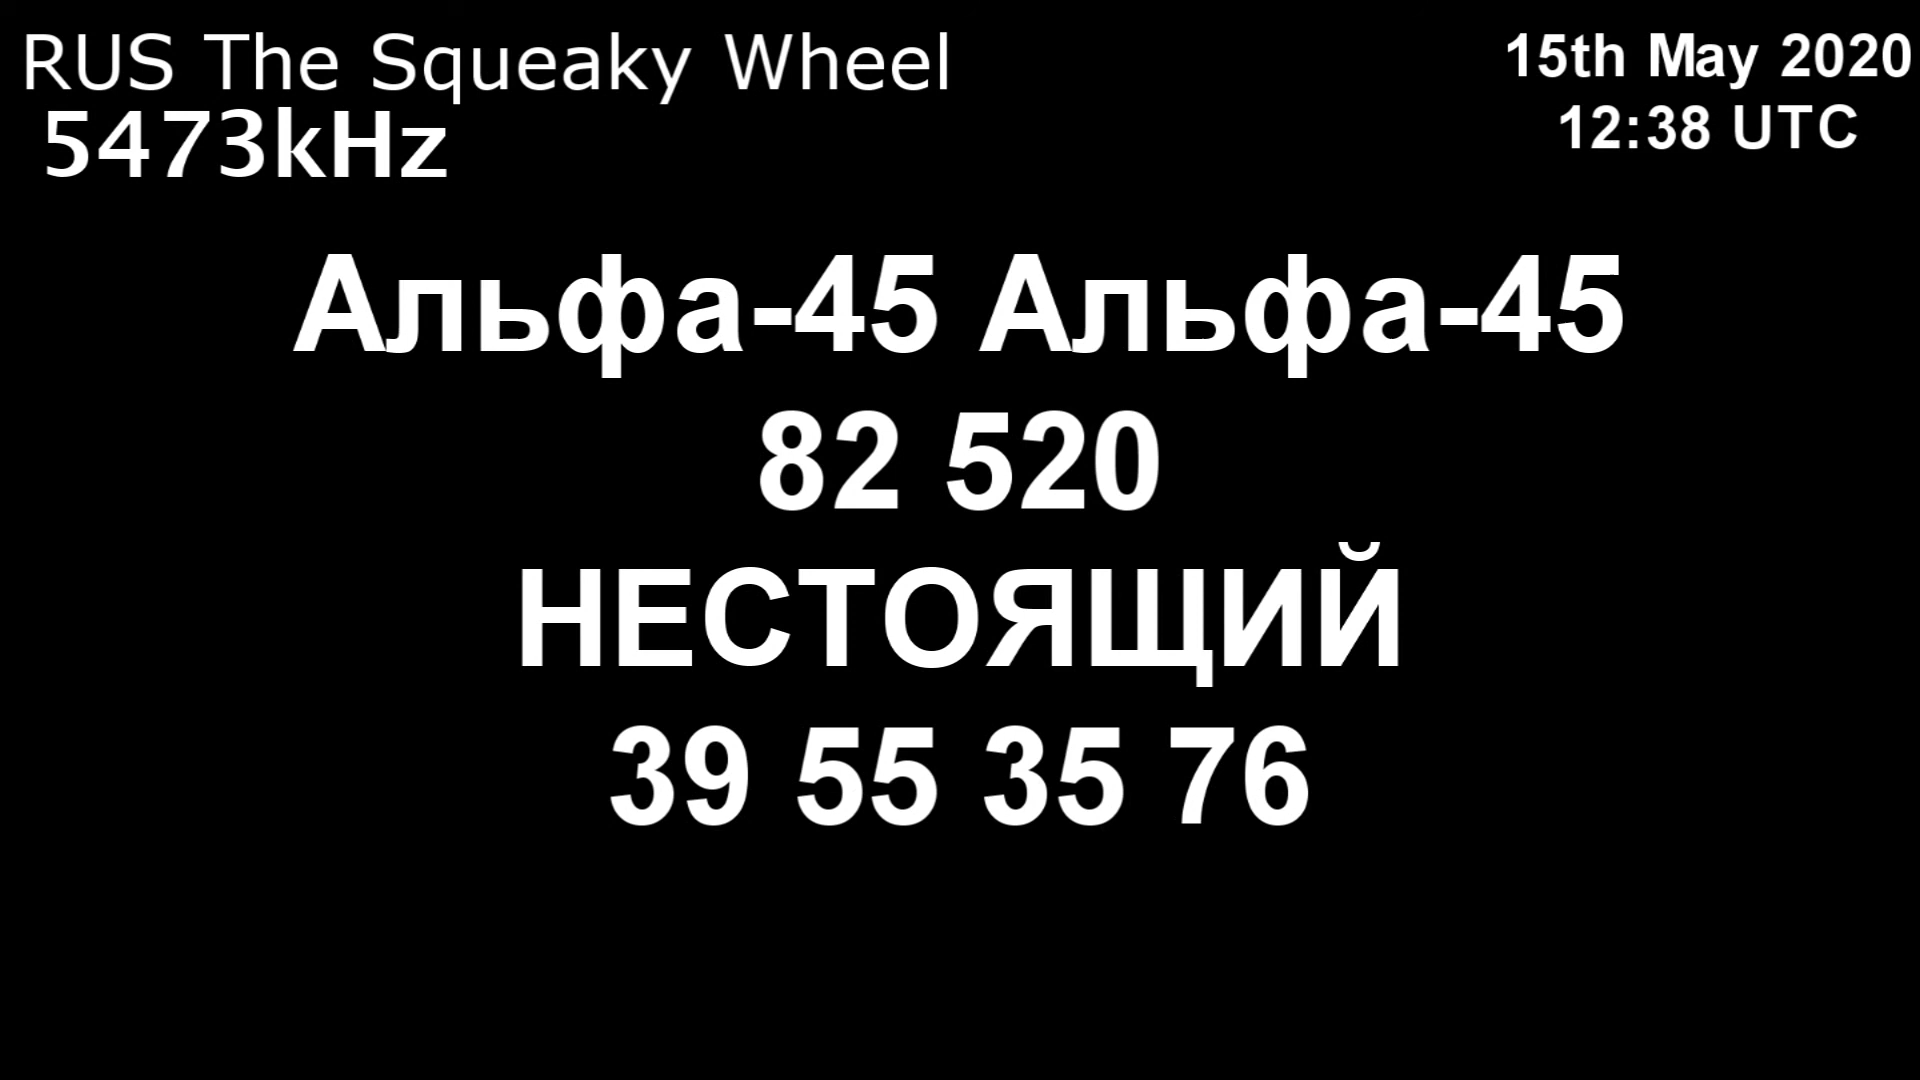 RUS The Squeaky Wheel
5473kHz
15th May 2020
12:38 UTC
Альфа-45 Альфа-45
82 520
НЕСТОЯЩИЙ
39 55 35 76